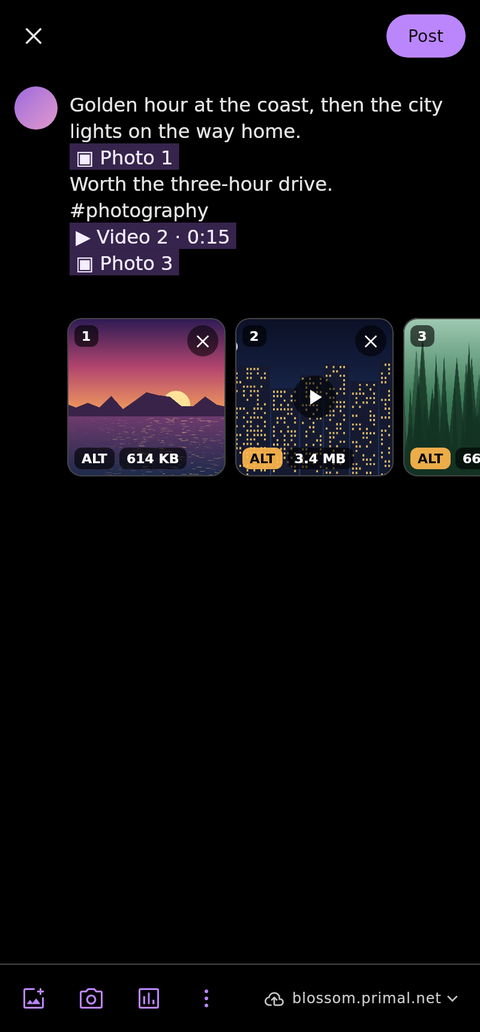 Post
Golden hour at the coast, then the city
lights on the way home.
Photo 1
Worth the three-hour drive.
#photography
Video 2 · 0:15
Photo 3
1
2
3
ALT 614 KB
ALT 3.4 MB
ALT 66
blossom.primal.net